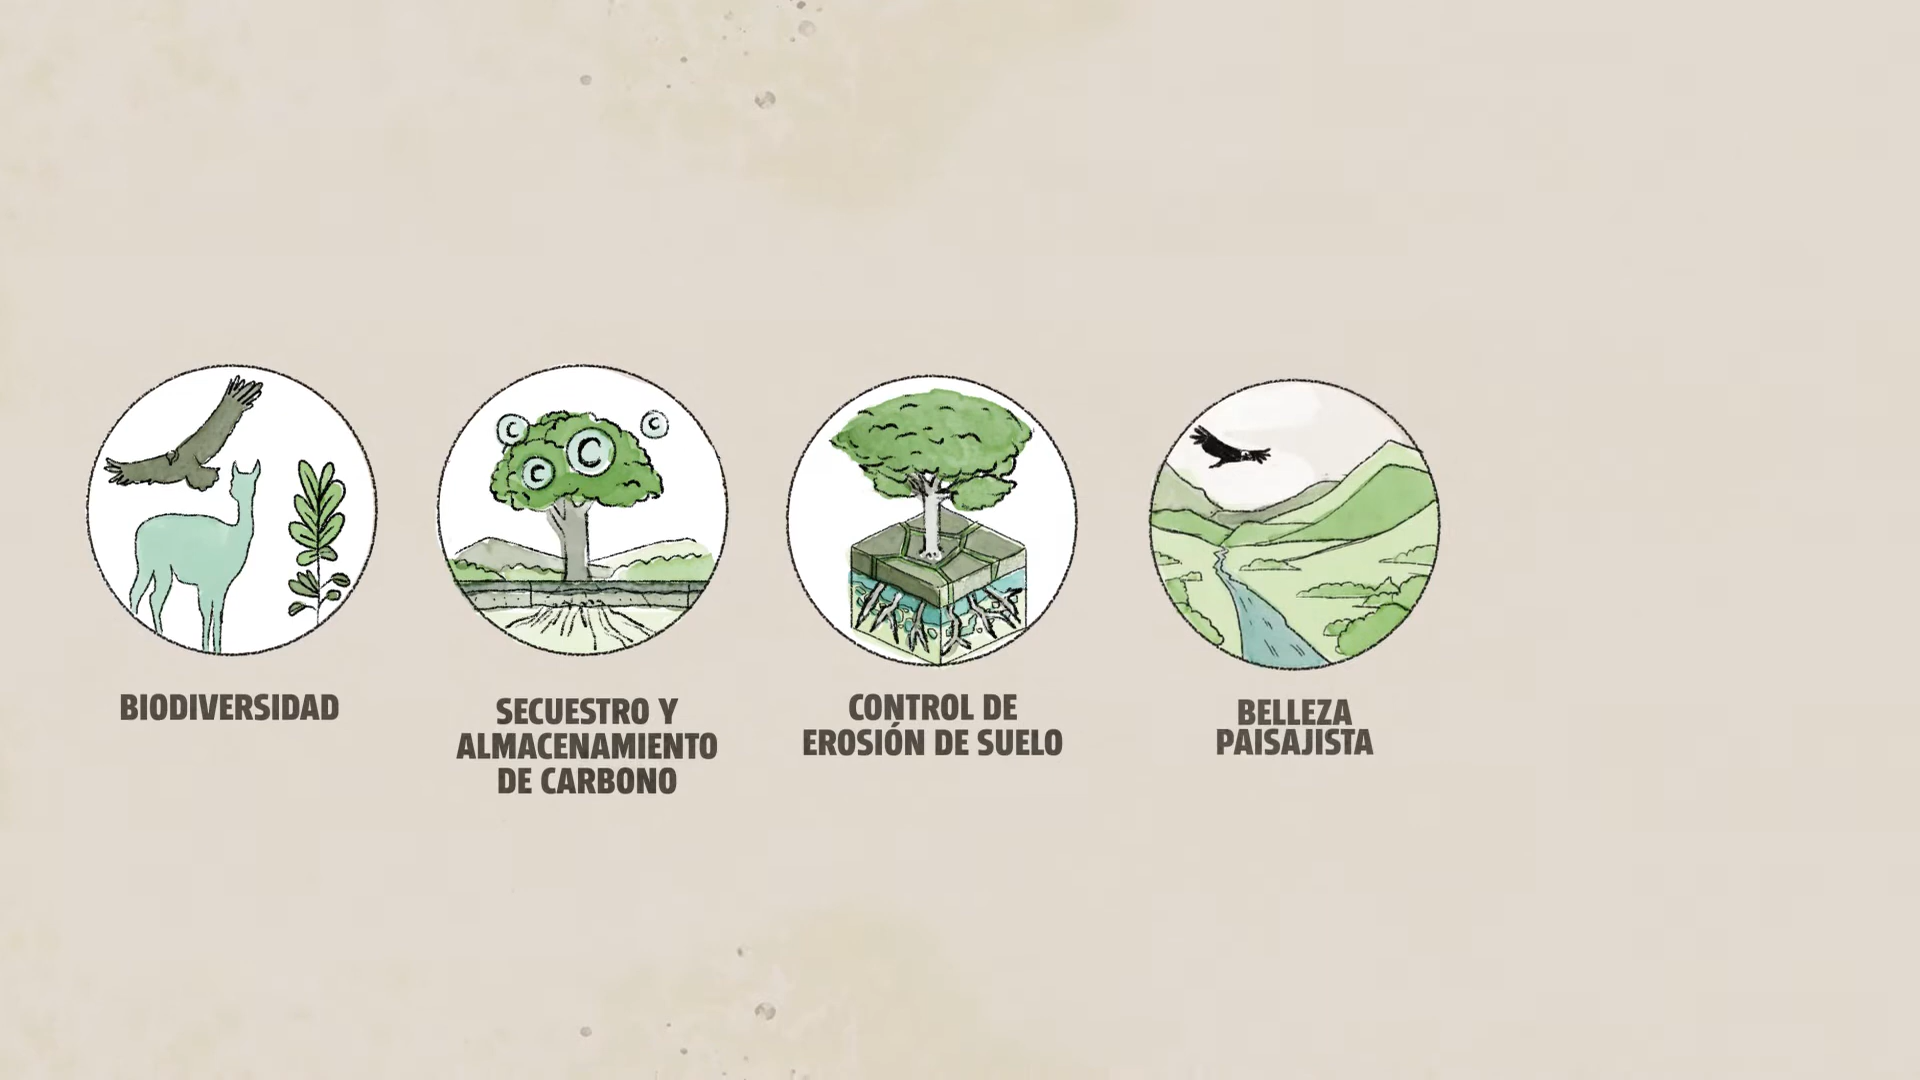 BIODIVERSIDAD
SECUESTRO Y
ALMACENAMIENTO
DE CARBONO
CONTROL DE
EROSIÓN DE SUELO
BELLEZA
PAISAJISTA
C
C
C
C